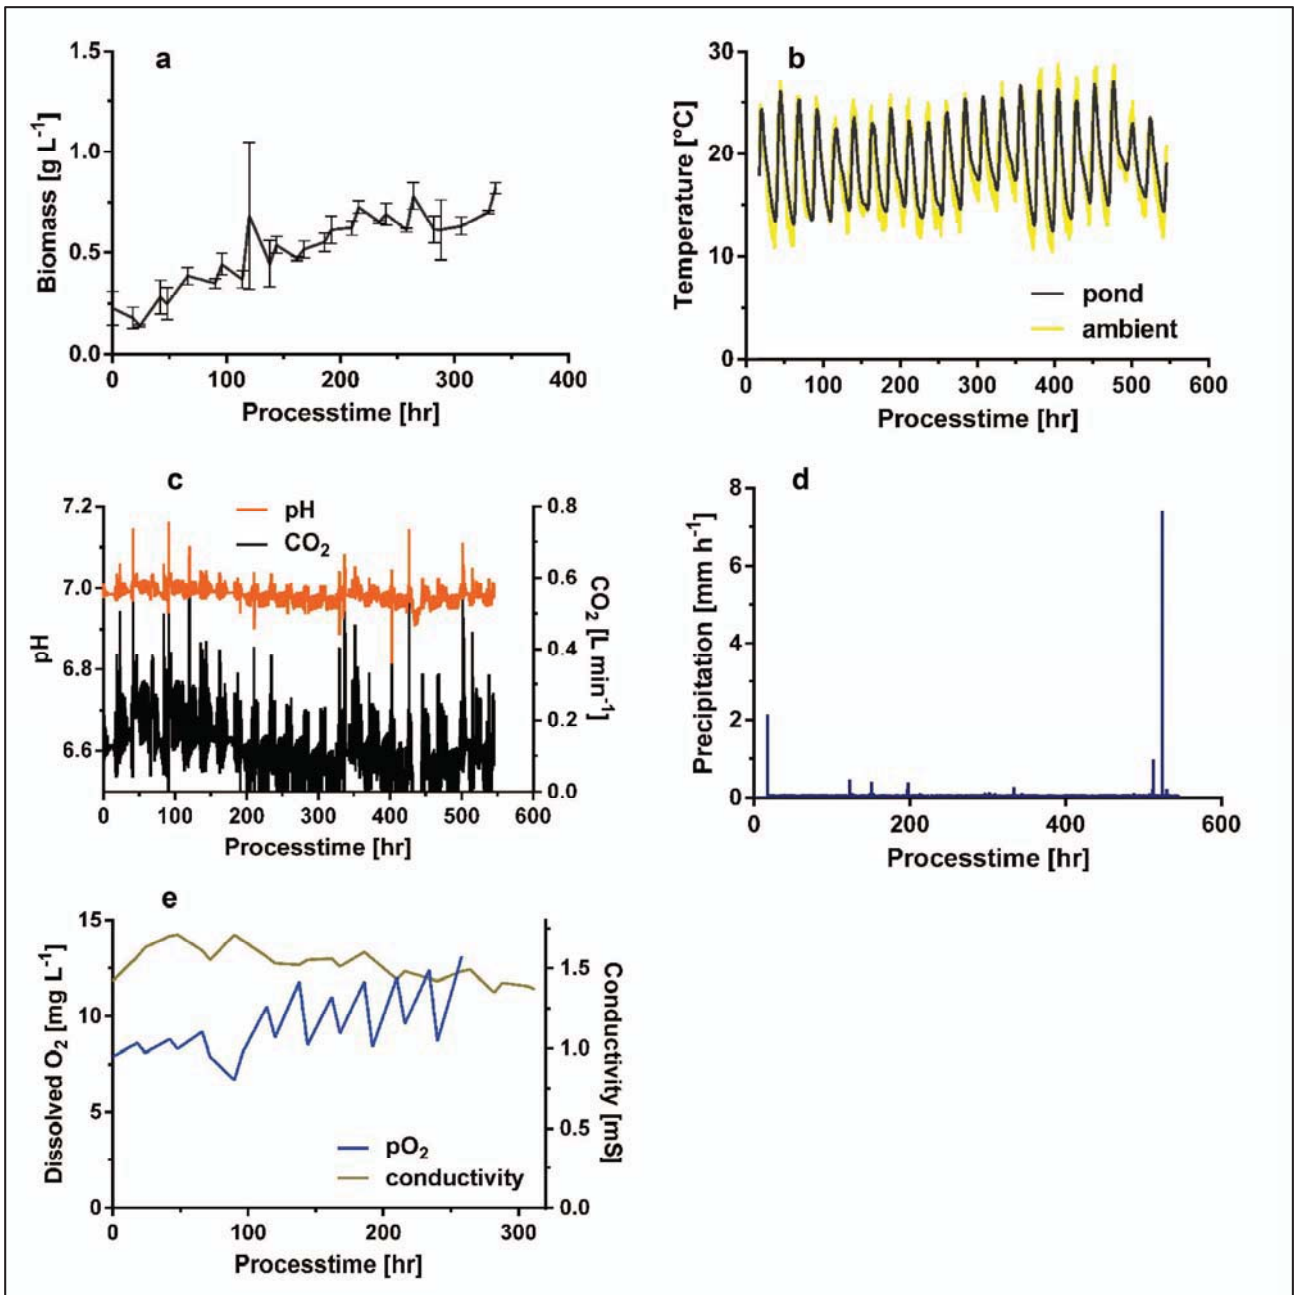 a
1.5
1.0
0.5
0.0
Biomass [g L⁻¹]
0 100 200 300 400
Processtime [hr]
b
30
20
10
0
Temperature [°C]
pond
ambient
0 100 200 300 400 500 600
Processtime [hr]
c
7.2
7.0
6.8
6.6
pH
pH
CO₂
0.8
0.6
0.4
0.2
0.0
CO₂ [L min⁻¹]
0 100 200 300 400 500 600
Processtime [hr]
d
8
6
4
2
0
Precipitation [mm h⁻¹]
0 200 400 600
Processtime [hr]
e
15
10
5
0
Dissolved O₂ [mg L⁻¹]
pO₂
conductivity
1.5
1.0
0.5
0.0
Conductivity [mS]
0 100 200 300
Processtime [hr]